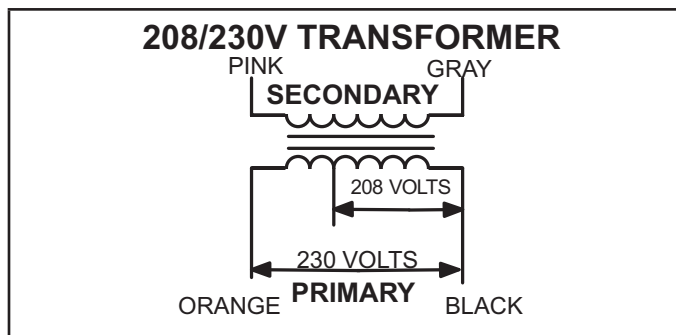 208/230V TRANSFORMER
PINK GRAY
SECONDARY
208 VOLTS
230 VOLTS
PRIMARY
ORANGE BLACK